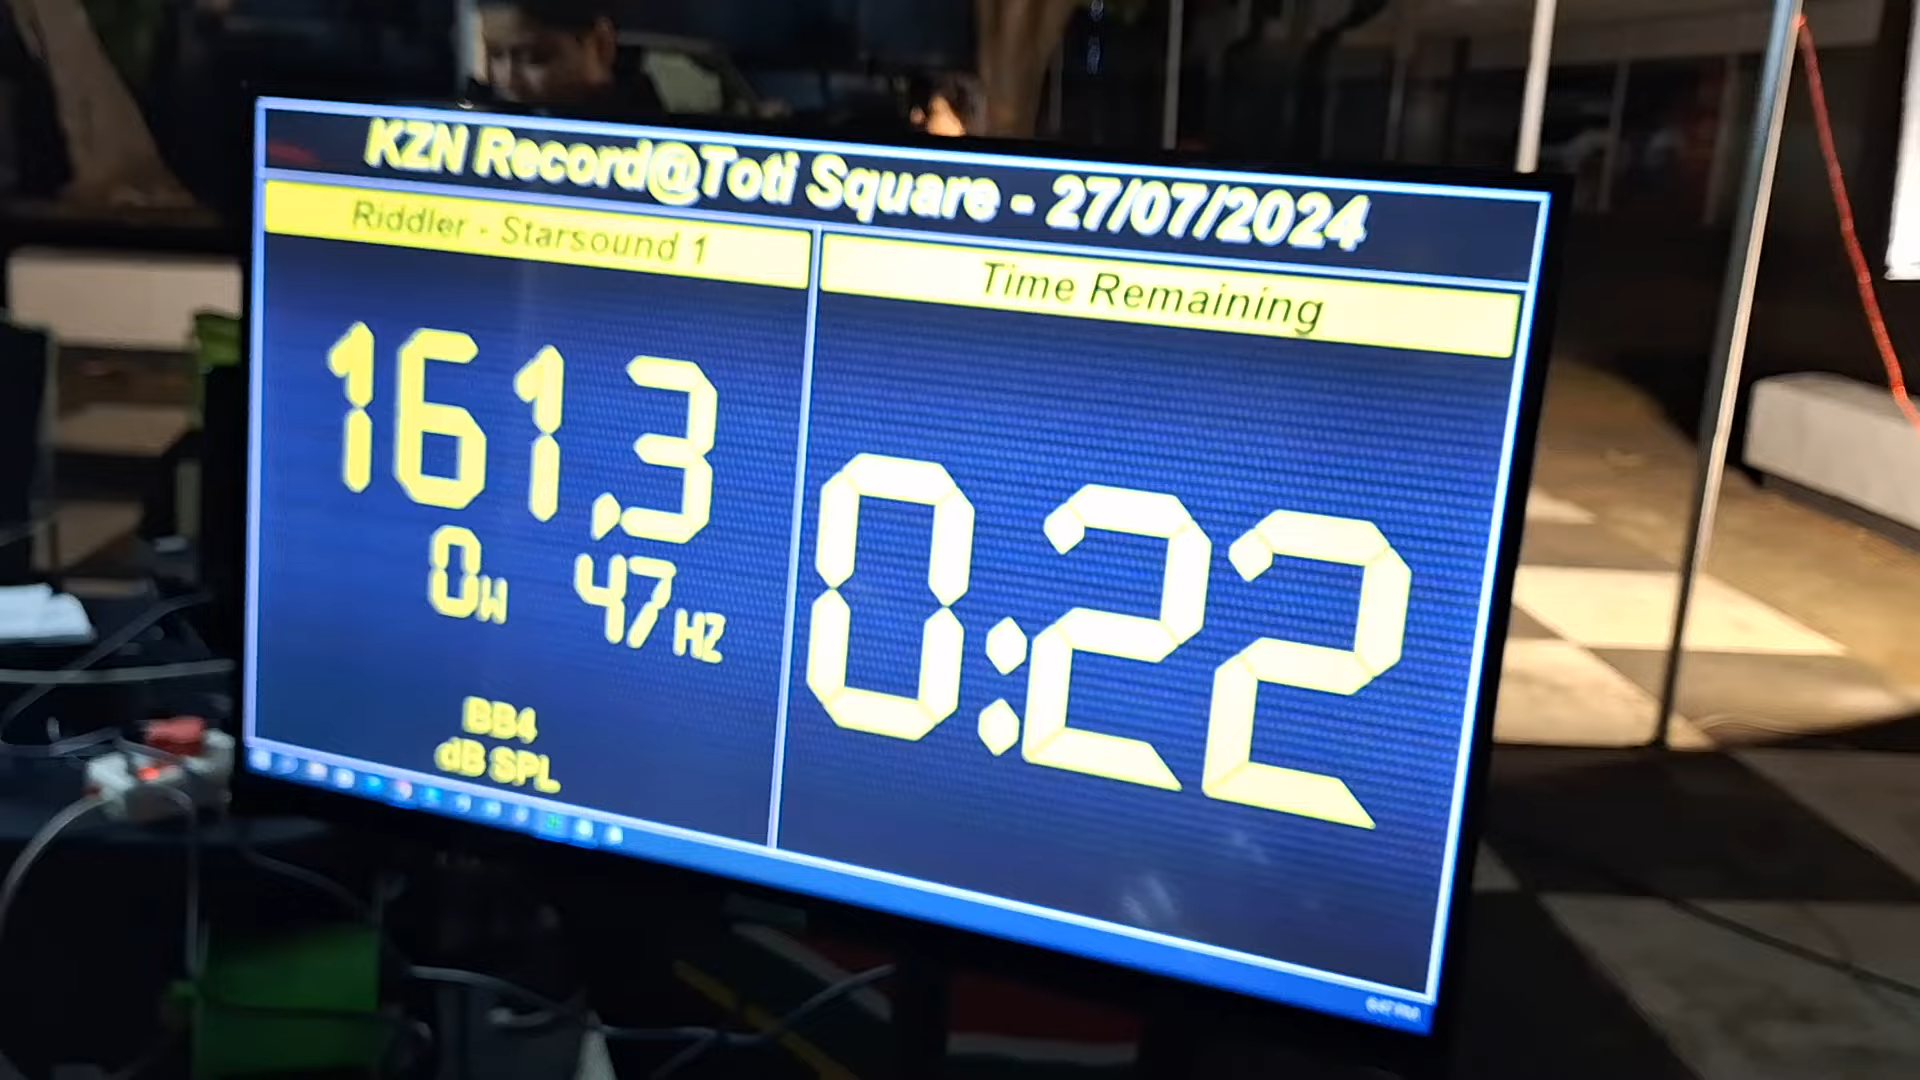 KZN Record@Toti Square - 27/07/2024
Riddler - Starsound 1
Time Remaining
161.3
0W 47HZ
0:22
BB4
dB SPL